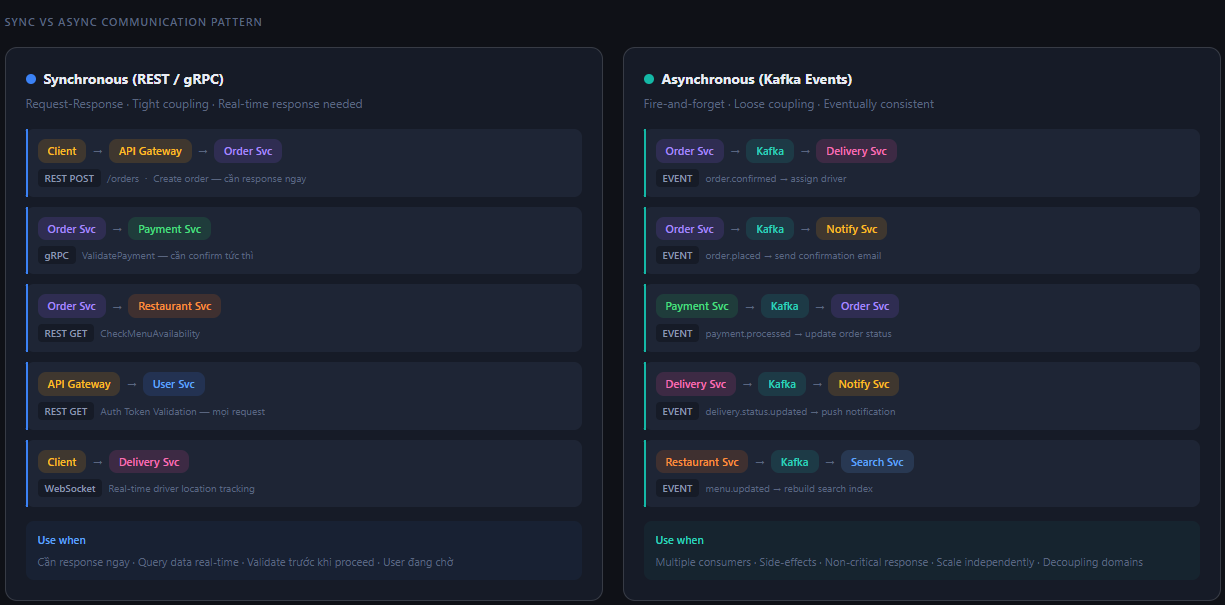 SYNC VS ASYNC COMMUNICATION PATTERN
Synchronous (REST / gRPC)
Request-Response · Tight coupling · Real-time response needed
Client → API Gateway → Order Svc
REST POST /orders · Create order — cần response ngay
Order Svc → Payment Svc
gRPC ValidatePayment — cần confirm tức thì
Order Svc → Restaurant Svc
REST GET CheckMenuAvailability
API Gateway → User Svc
REST GET Auth Token Validation — mọi request
Client → Delivery Svc
WebSocket Real-time driver location tracking
Use when
Cần response ngay · Query data real-time · Validate trước khi proceed · User đang chờ
Asynchronous (Kafka Events)
Fire-and-forget · Loose coupling · Eventually consistent
Order Svc → Kafka → Delivery Svc
EVENT order.confirmed → assign driver
Order Svc → Kafka → Notify Svc
EVENT order.placed → send confirmation email
Payment Svc → Kafka → Order Svc
EVENT payment.processed → update order status
Delivery Svc → Kafka → Notify Svc
EVENT delivery.status.updated → push notification
Restaurant Svc → Kafka → Search Svc
EVENT menu.updated → rebuild search index
Use when
Multiple consumers · Side-effects · Non-critical response · Scale independently · Decoupling domains